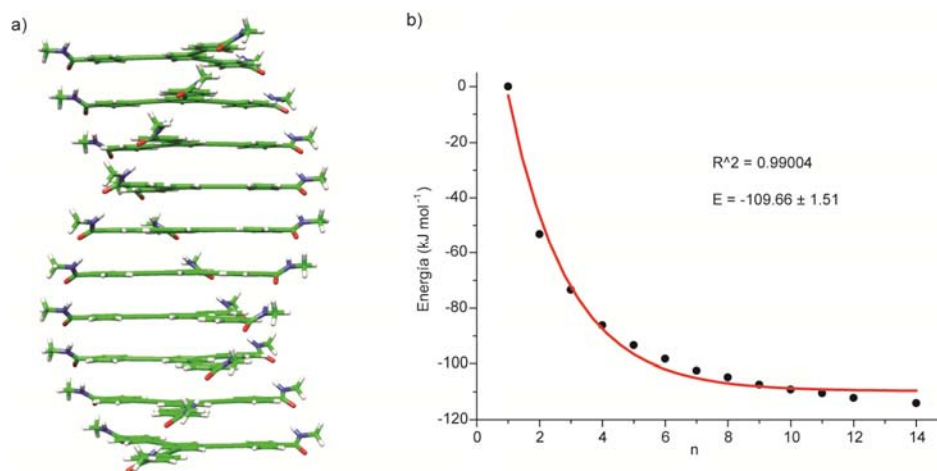 a)
b)
0
-20
-40
-60
-80
-100
-120
Energía (kJ mol⁻¹)
R^2 = 0.99004
E = -109.66 ± 1.51
0 2 4 6 8 10 12 14
n